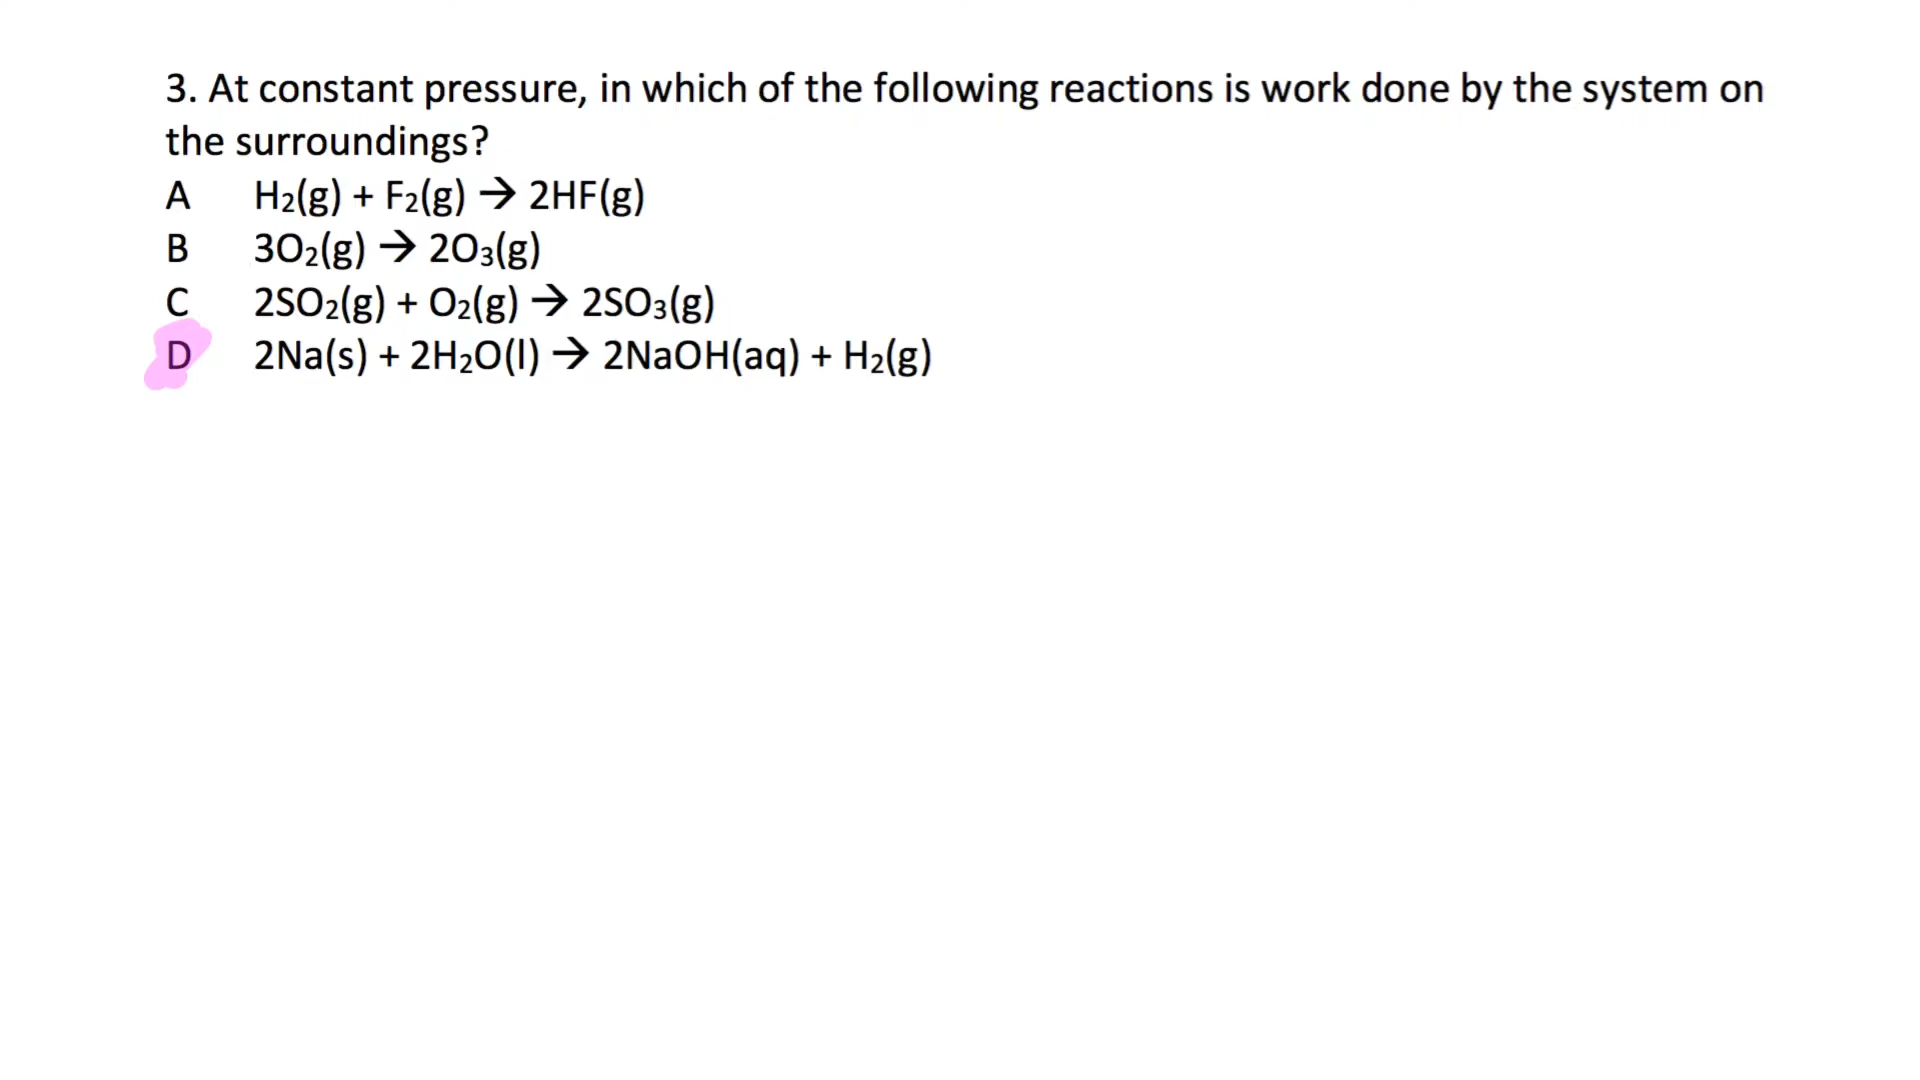 3. At constant pressure, in which of the following reactions is work done by the system on
the surroundings?
A H₂(g) + F₂(g) → 2HF(g)
B 3O₂(g) → 2O₃(g)
C 2SO₂(g) + O₂(g) → 2SO₃(g)
D 2Na(s) + 2H₂O(l) → 2NaOH(aq) + H₂(g)